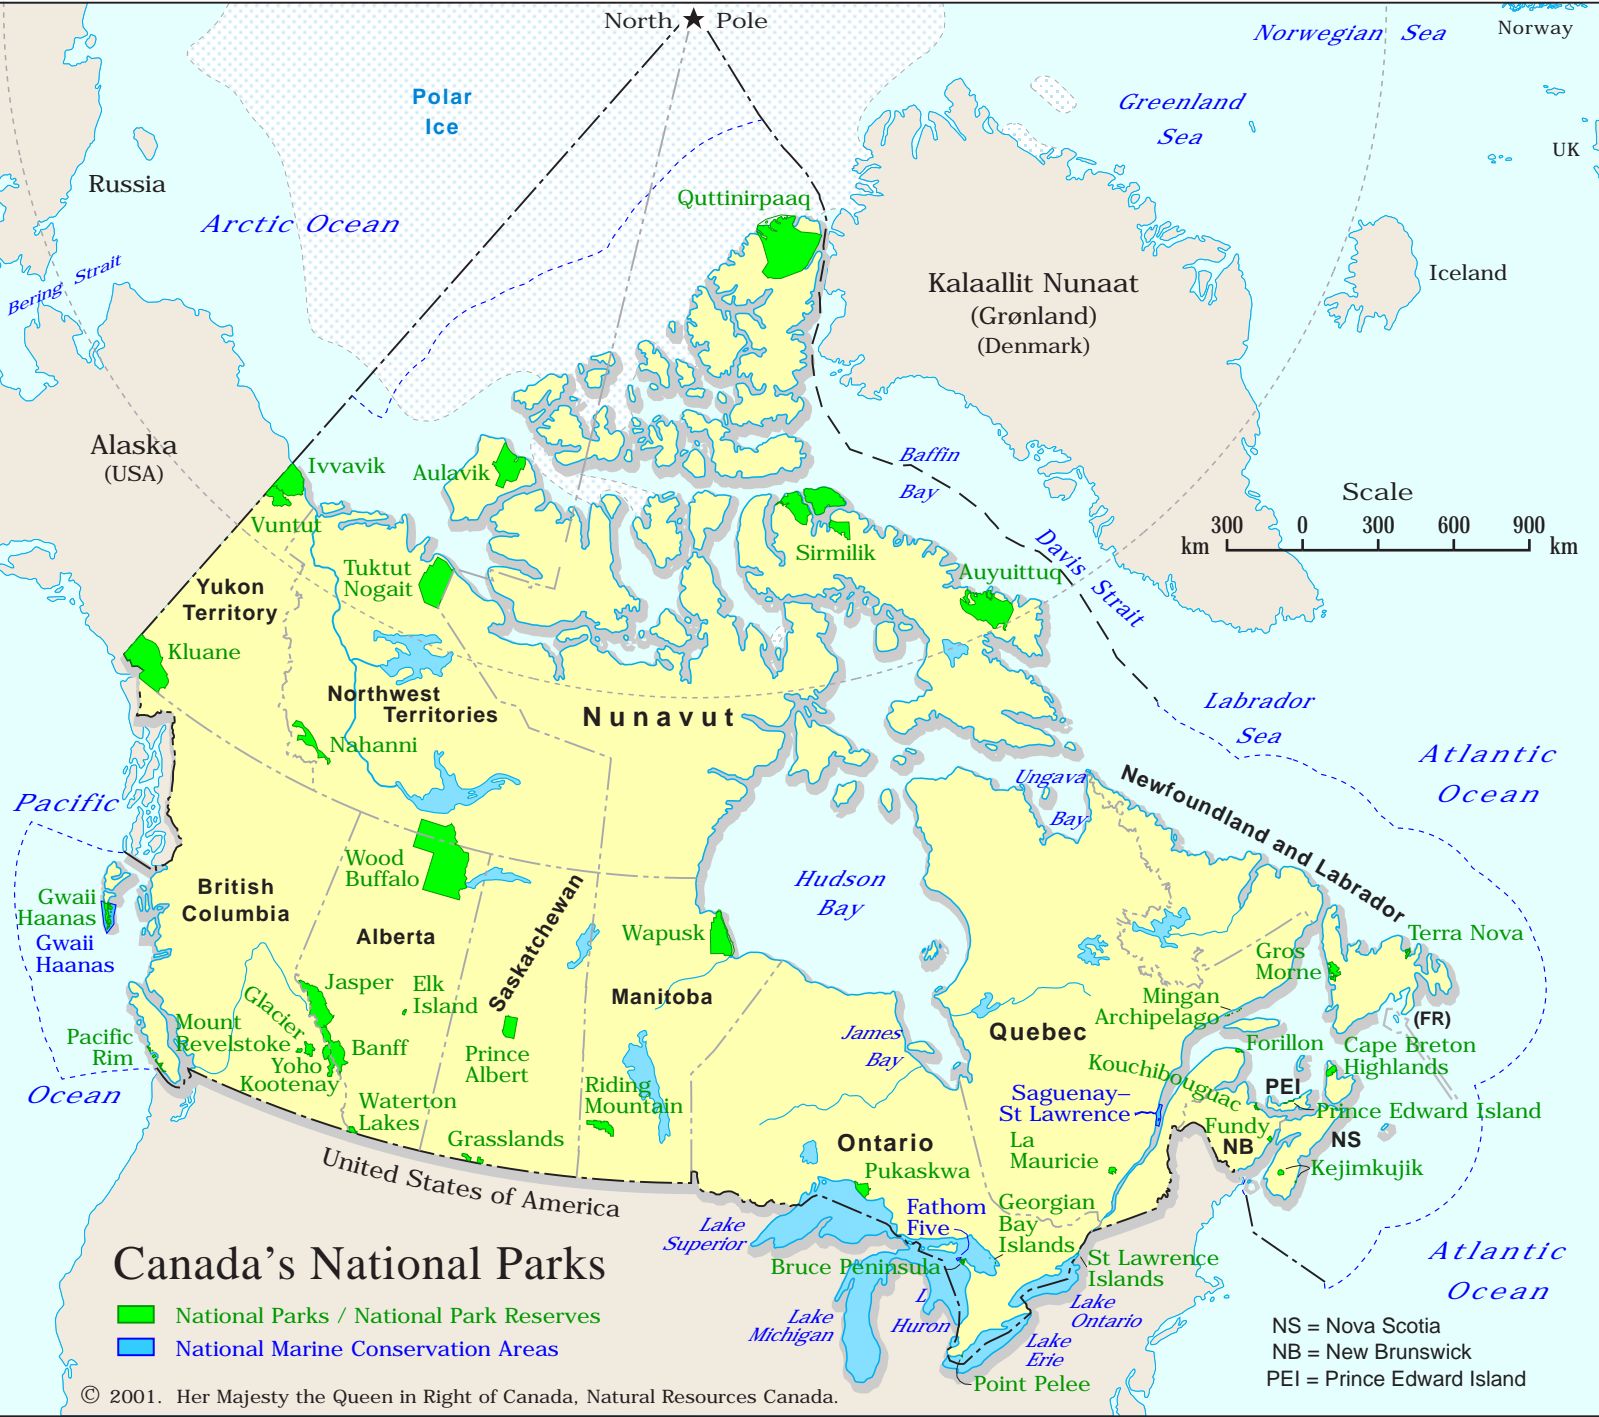 North Pole
Norwegian Sea
Norway
Polar
Ice
Greenland
Sea
UK
Russia
Quttinirpaaq
Arctic Ocean
Bering Strait
Iceland
Kalaallit Nunaat
(Grønland)
(Denmark)
Alaska
(USA)
Ivvavik
Aulavik
Baffin
Bay
Vuntut
Sirmilik
Davis Strait
Scale
300 0 300 600 900
km km
Tuktut
Nogait
Auyuittuq
Yukon
Territory
Kluane
Northwest
Territories
Nunavut
Nahanni
Labrador
Sea
Atlantic
Ocean
Ungava
Bay
Newfoundland and Labrador
Pacific
Wood
Buffalo
British
Columbia
Gwaii
Haanas
Gwaii
Haanas
Alberta
Saskatchewan
Hudson
Bay
Wapusk
Manitoba
Terra Nova
Gros
Morne
Jasper
Elk
Island
Glacier
Mount
Revelstoke
Pacific
Rim
Yoho
Kootenay
Banff
Prince
Albert
Mingan
Archipelago
(FR)
Quebec
James
Bay
Forillon
Cape Breton
Highlands
Kouchibouguac
Ocean
Waterton
Lakes
Riding
Mountain
Saguenay–
St Lawrence
PEI
Prince Edward Island
Fundy
NB
NS
Grasslands
Ontario
La
Mauricie
Kejimkujik
United States of America
Pukaskwa
Lake
Superior
Fathom
Five
Georgian
Bay
Islands
Bruce Peninsula
St Lawrence
Islands
Atlantic
Ocean
Canada's National Parks
National Parks / National Park Reserves
National Marine Conservation Areas
Lake
Michigan
L
Huron
Lake
Ontario
Lake
Erie
Point Pelee
NS = Nova Scotia
NB = New Brunswick
PEI = Prince Edward Island
© 2001. Her Majesty the Queen in Right of Canada, Natural Resources Canada.